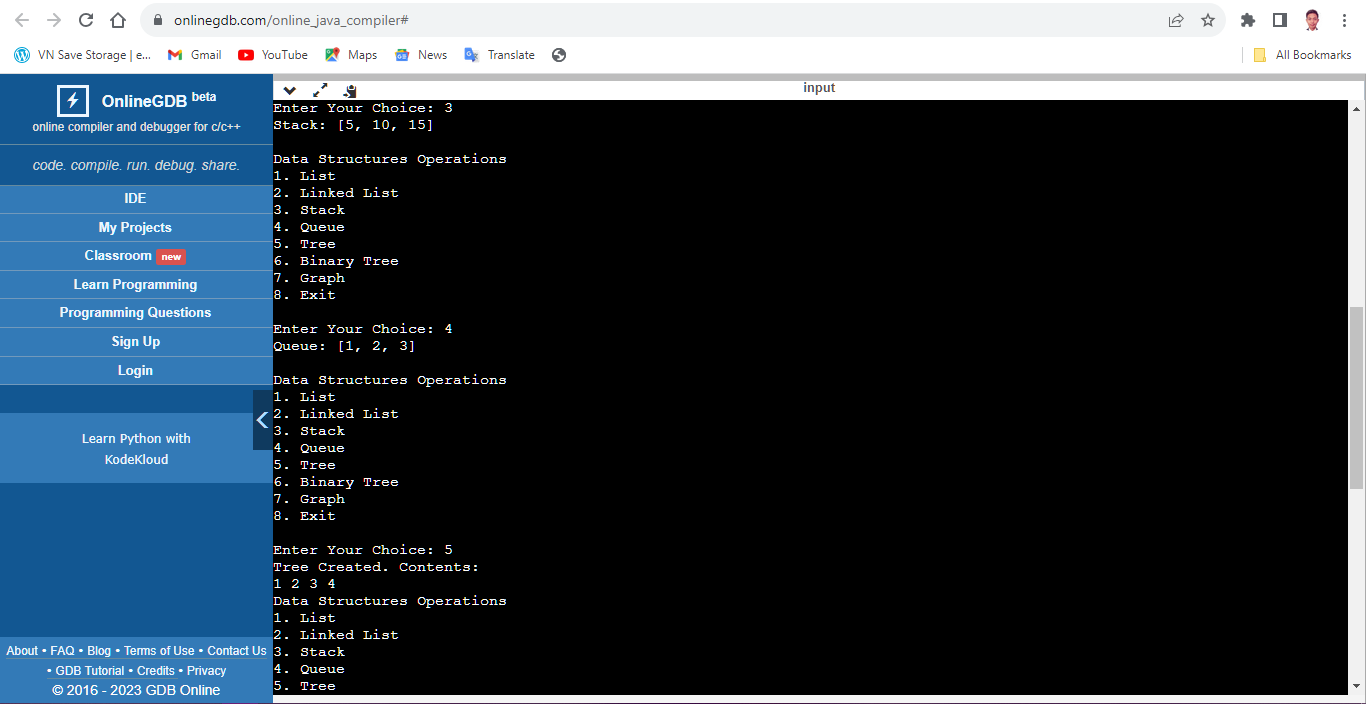 onlinegdb.com/online_java_compiler#
VN Save Storage | e... Gmail YouTube Maps News Translate All Bookmarks
OnlineGDB beta
online compiler and debugger for c/c++
code. compile. run. debug. share.
IDE
My Projects
Classroom new
Learn Programming
Programming Questions
Sign Up
Login
Learn Python with
KodeKloud
About • FAQ • Blog • Terms of Use • Contact Us
• GDB Tutorial • Credits • Privacy
© 2016 - 2023 GDB Online
input
Enter Your Choice: 3
Stack: [5, 10, 15]
Data Structures Operations
1. List
2. Linked List
3. Stack
4. Queue
5. Tree
6. Binary Tree
7. Graph
8. Exit
Enter Your Choice: 4
Queue: [1, 2, 3]
Data Structures Operations
1. List
2. Linked List
3. Stack
4. Queue
5. Tree
6. Binary Tree
7. Graph
8. Exit
Enter Your Choice: 5
Tree Created. Contents:
1 2 3 4
Data Structures Operations
1. List
2. Linked List
3. Stack
4. Queue
5. Tree